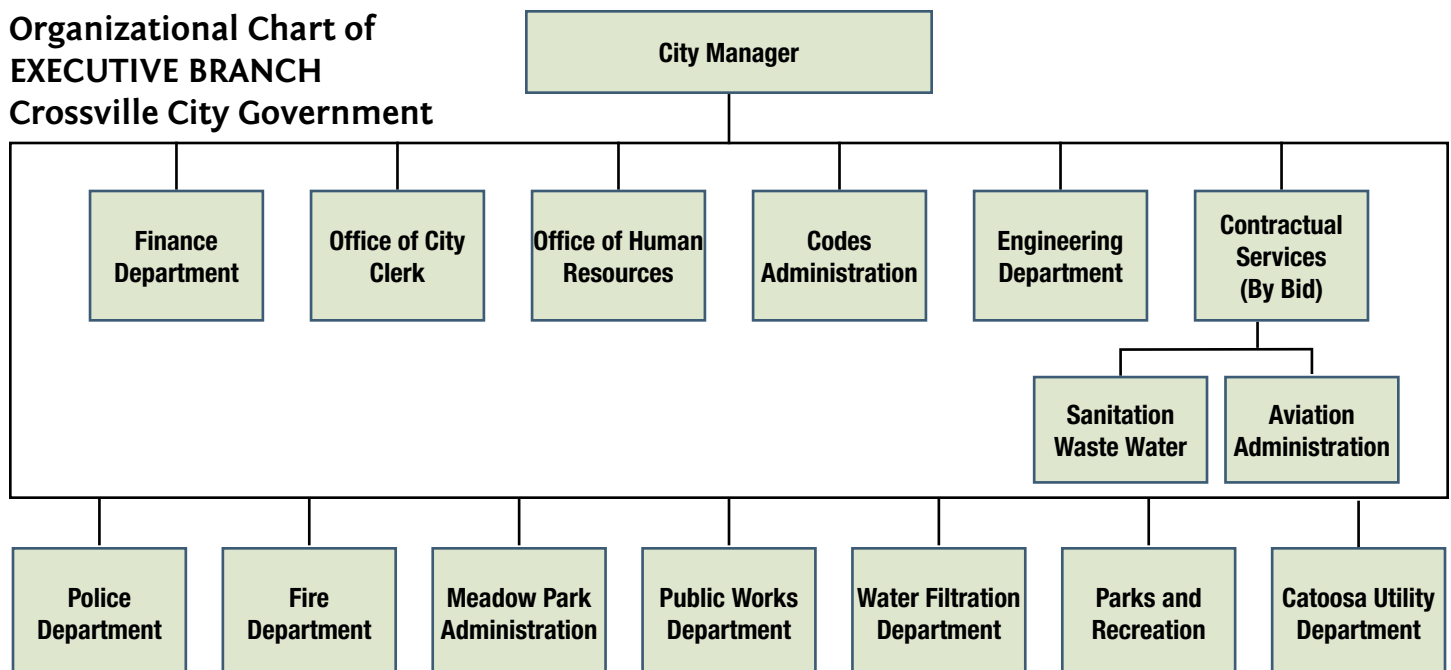 Organizational Chart of
EXECUTIVE BRANCH
Crossville City Government
City Manager
Finance
Department
Office of City
Clerk
Office of Human
Resources
Codes
Administration
Engineering
Department
Contractual
Services
(By Bid)
Sanitation
Waste Water
Aviation
Administration
Police
Department
Fire
Department
Meadow Park
Administration
Public Works
Department
Water Filtration
Department
Parks and
Recreation
Catoosa Utility
Department